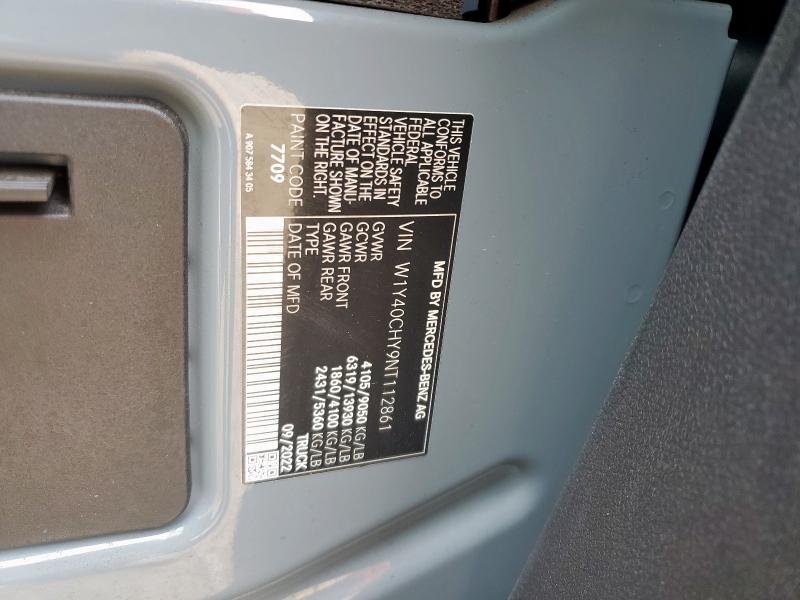 MFD BY MERCEDES-BENZ AG
VIN W1Y40CHY9NT112861
THIS VEHICLE
CONFORMS TO
ALL APPLICABLE
FEDERAL
VEHICLE SAFETY
STANDARDS IN
EFFECT ON THE
DATE OF MANU-
FACTURE SHOWN
ON THE RIGHT.
PAINT CODE
7709
GVWR 4105/9050 KG/LB
GCWR 6319/13930 KG/LB
GAWR FRONT 1860/4100 KG/LB
GAWR REAR 2431/5360 KG/LB
TYPE TRUCK
DATE OF MFD 09/2022
A 907 584 34 05